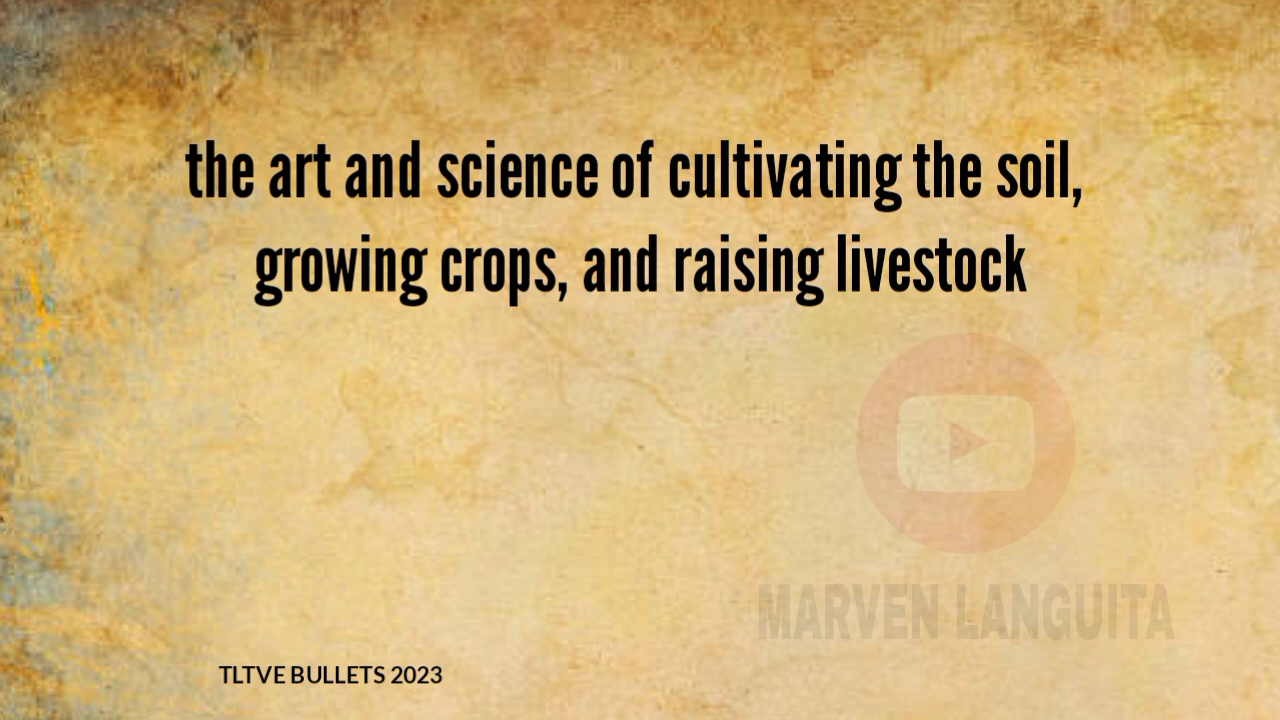 the art and science of cultivating the soil,
growing crops, and raising livestock
MARVEN LANGUITA
TLTVE BULLETS 2023